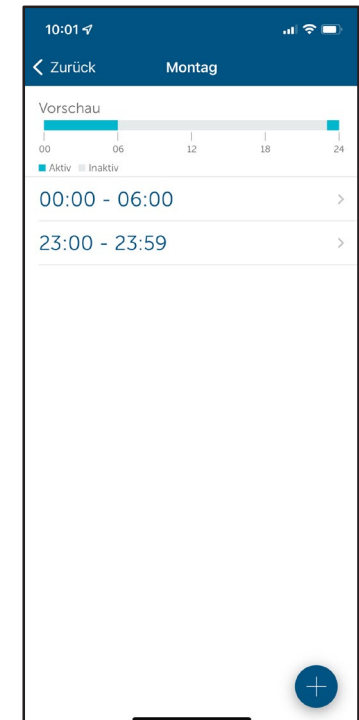 10:01
Zurück Montag
Vorschau
00 06 12 18 24
Aktiv Inaktiv
00:00 - 06:00
23:00 - 23:59